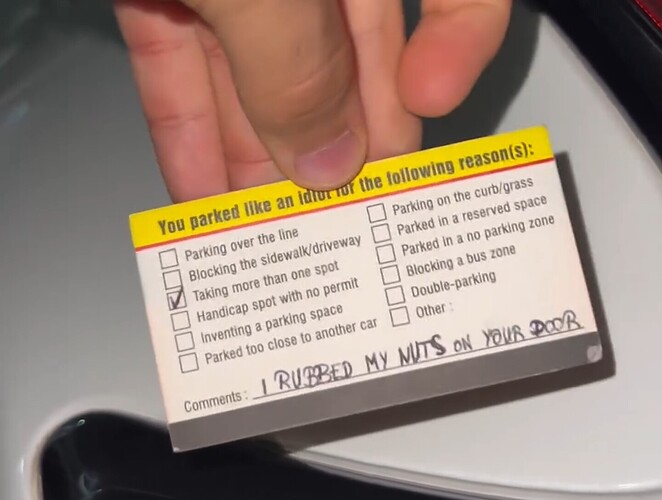 You parked like an idiot for the following reason(s):
Parking over the line
Blocking the sidewalk/driveway
Taking more than one spot
Handicap spot with no permit
Inventing a parking space
Parked too close to another car
Parking on the curb/grass
Parked in a reserved space
Parked in a no parking zone
Blocking a bus zone
Double-parking
Other :
Comments : I RUBBED MY NUTS ON YOUR DOOR